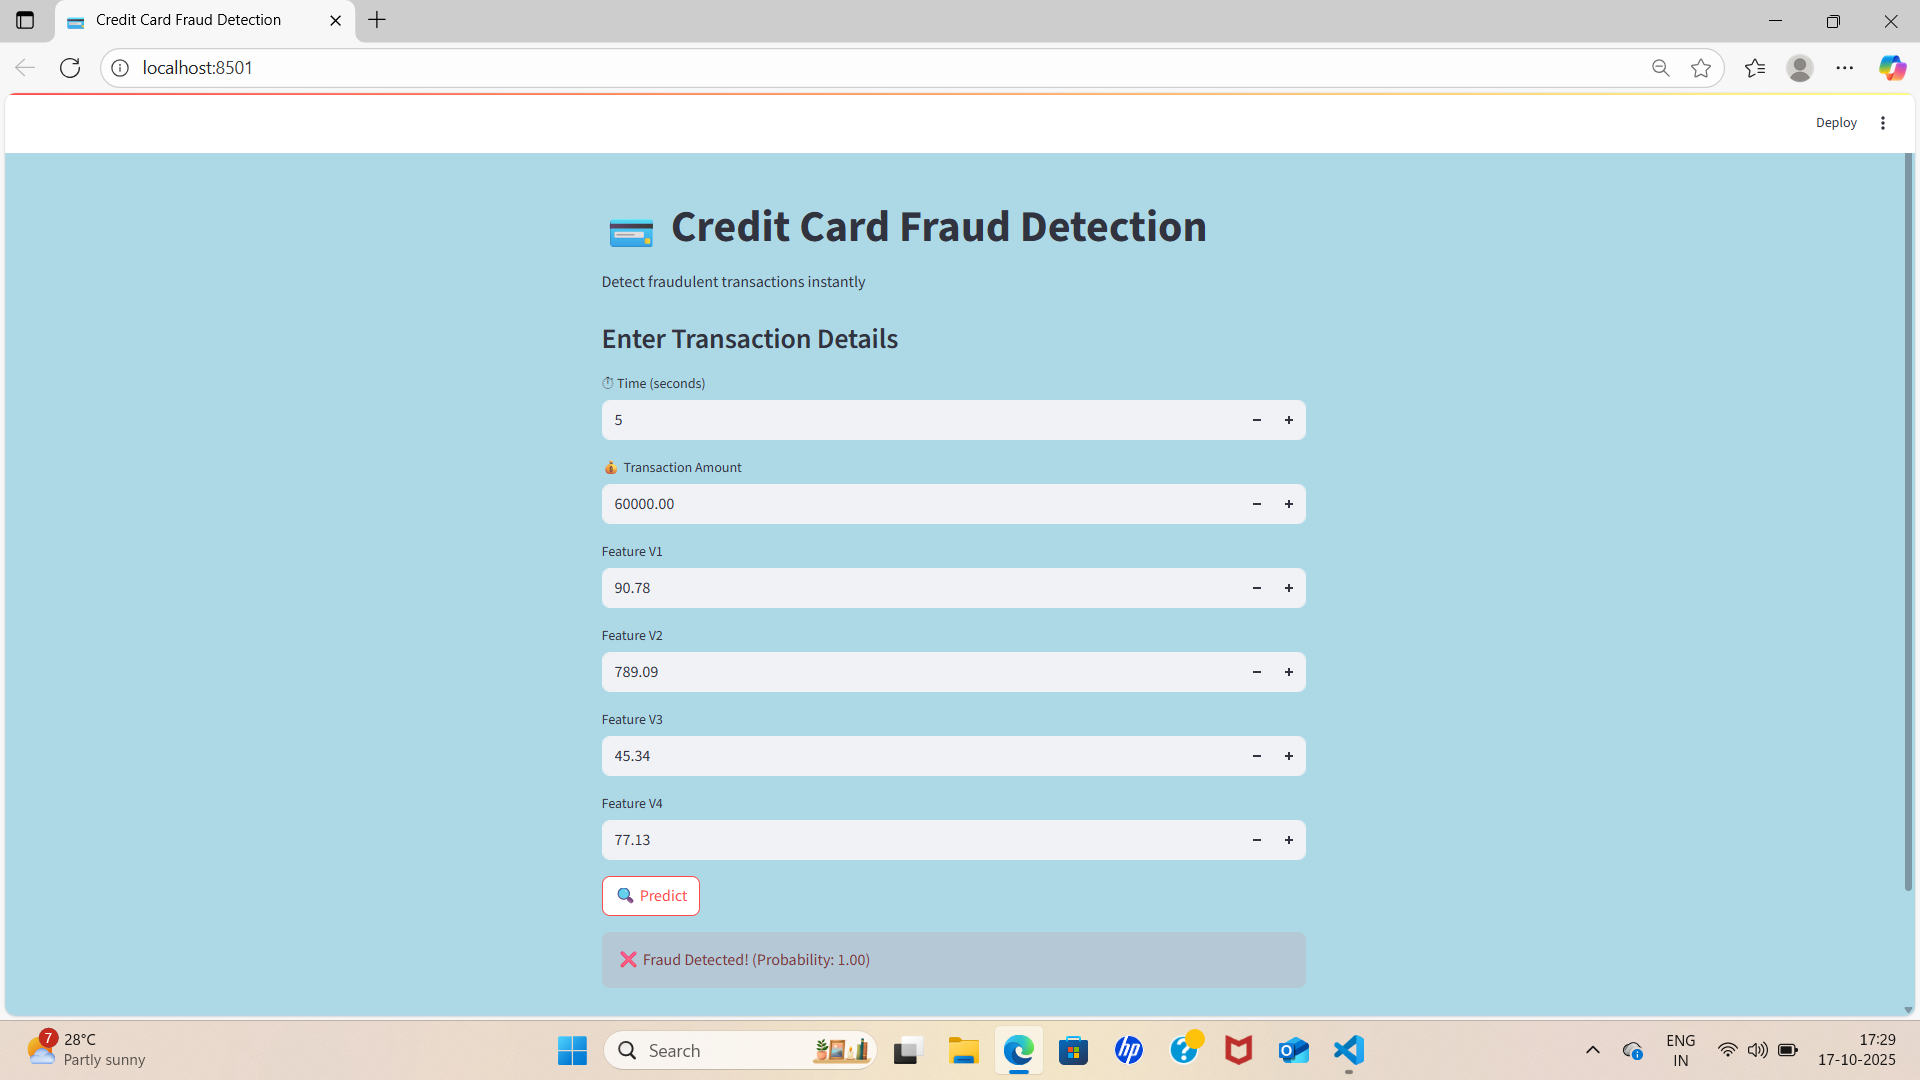 Credit Card Fraud Detection
localhost:8501
Deploy
Credit Card Fraud Detection
Detect fraudulent transactions instantly
Enter Transaction Details
Time (seconds)
5
Transaction Amount
60000.00
Feature V1
90.78
Feature V2
789.09
Feature V3
45.34
Feature V4
77.13
Predict
Fraud Detected! (Probability: 1.00)
7
28°C
Partly sunny
Search
hp
ENG
IN
17:29
17-10-2025